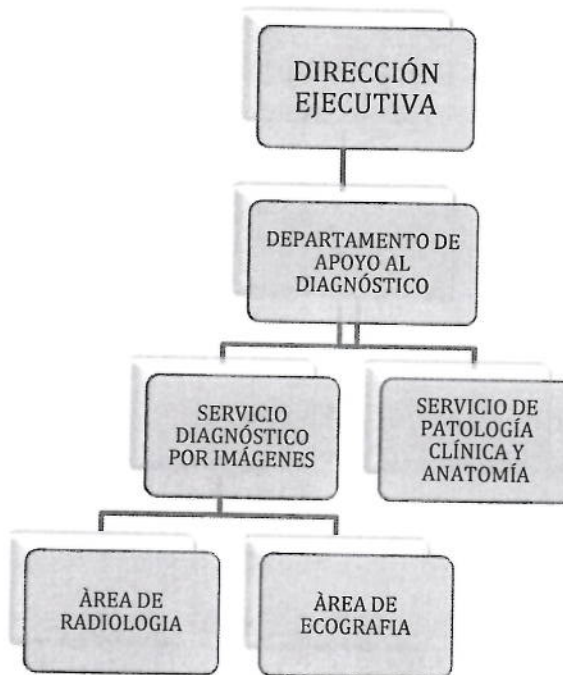 DIRECCIÓN
EJECUTIVA
DEPARTAMENTO DE
APOYO AL
DIAGNÓSTICO
SERVICIO
DIAGNÓSTICO
POR IMÁGENES
SERVICIO DE
PATOLOGÍA
CLÍNICA Y
ANATOMÍA
ÀREA DE
RADIOLOGIA
ÀREA DE
ECOGRAFIA